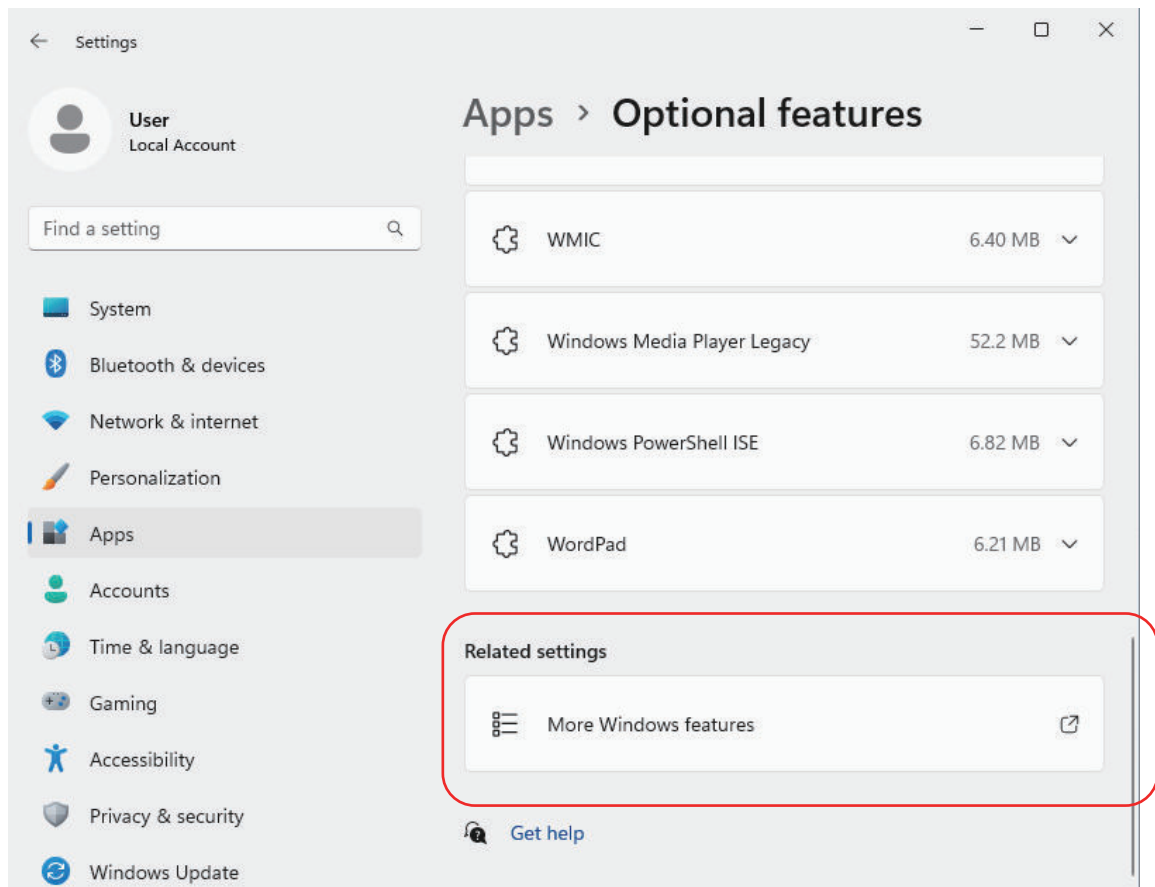 Settings
User
Local Account
Find a setting
System
Bluetooth & devices
Network & internet
Personalization
Apps
Accounts
Time & language
Gaming
Accessibility
Privacy & security
Windows Update
Apps > Optional features
WMIC 6.40 MB
Windows Media Player Legacy 52.2 MB
Windows PowerShell ISE 6.82 MB
WordPad 6.21 MB
Related settings
More Windows features
Get help